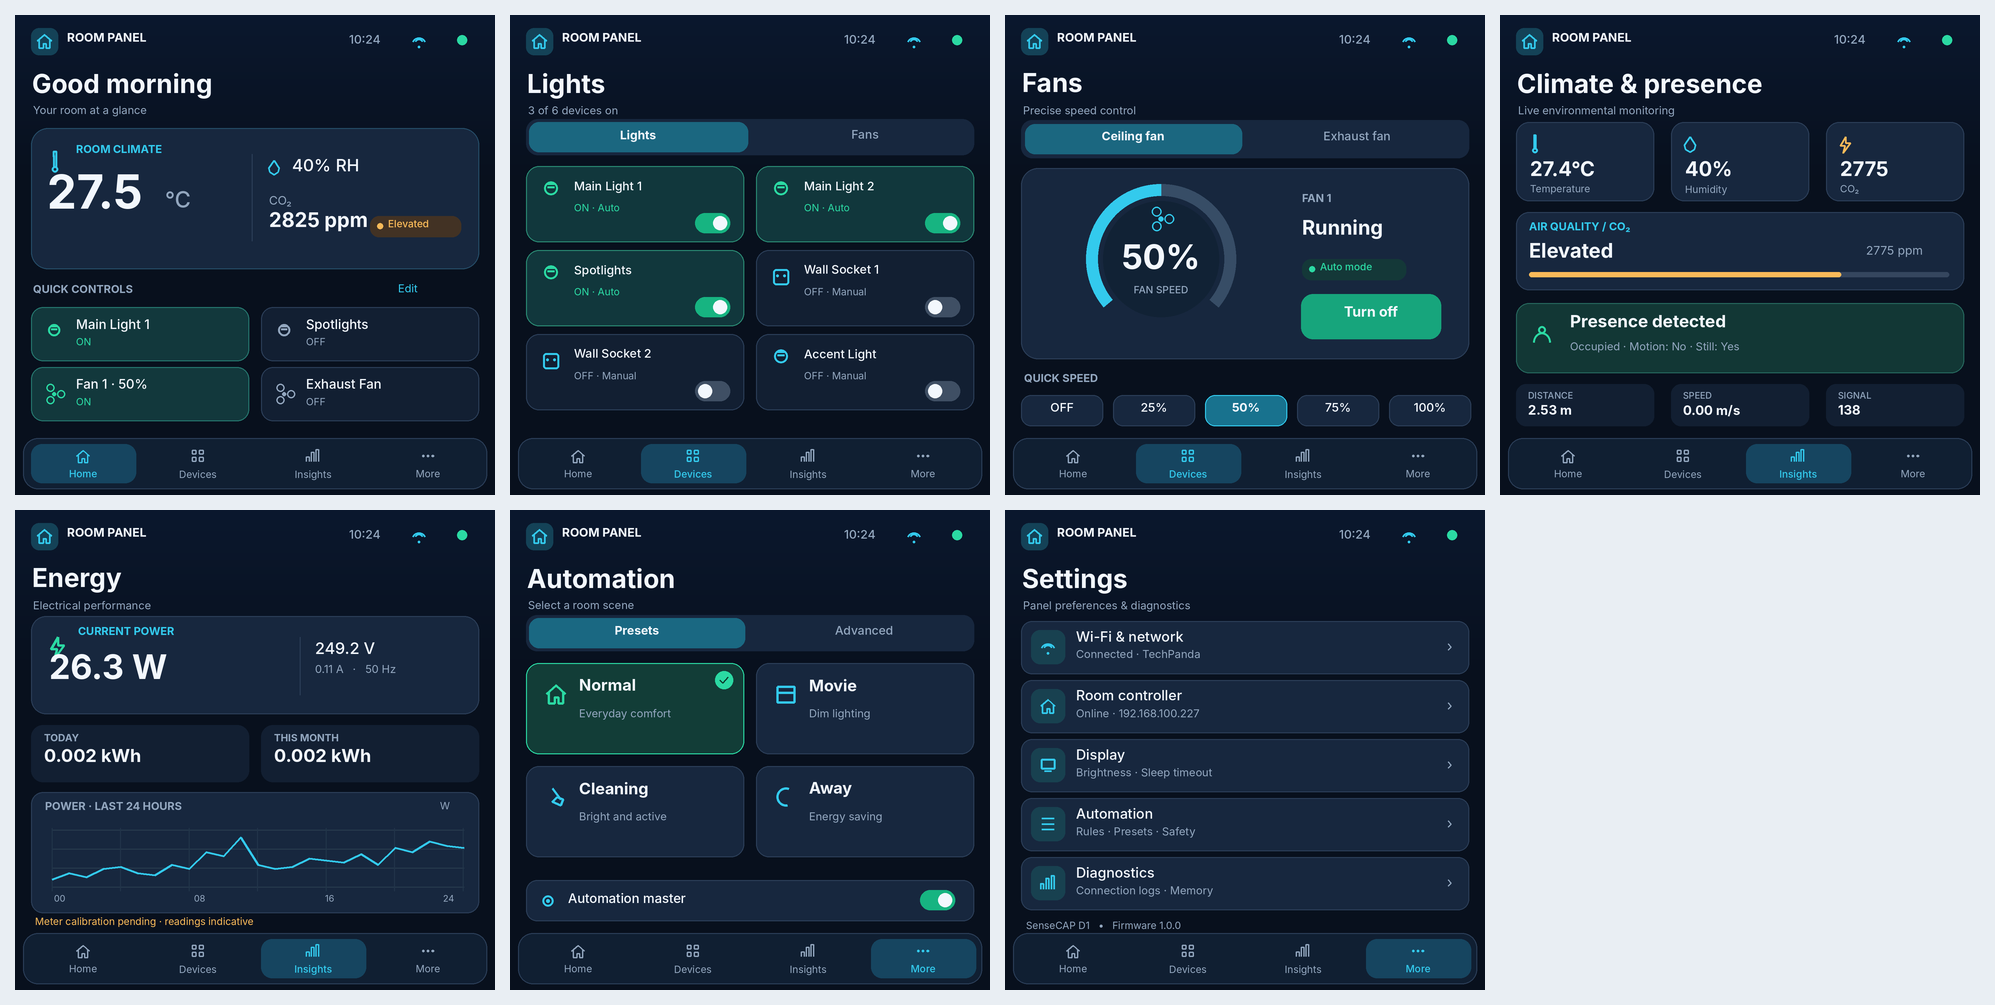 ROOM PANEL 10:24
Good morning
Your room at a glance
ROOM CLIMATE
27.5 °C
40% RH
CO₂
2825 ppm Elevated
QUICK CONTROLS Edit
Main Light 1
ON
Spotlights
OFF
Fan 1 · 50%
ON
Exhaust Fan
OFF
Home Devices Insights More
ROOM PANEL 10:24
Lights
3 of 6 devices on
Lights Fans
Main Light 1
ON · Auto
Main Light 2
ON · Auto
Spotlights
ON · Auto
Wall Socket 1
OFF · Manual
Wall Socket 2
OFF · Manual
Accent Light
OFF · Manual
Home Devices Insights More
ROOM PANEL 10:24
Fans
Precise speed control
Ceiling fan Exhaust fan
50%
FAN SPEED
FAN 1
Running
Auto mode
Turn off
QUICK SPEED
OFF 25% 50% 75% 100%
Home Devices Insights More
ROOM PANEL 10:24
Climate & presence
Live environmental monitoring
27.4°C
Temperature
40%
Humidity
2775
CO₂
AIR QUALITY / CO₂
Elevated 2775 ppm
Presence detected
Occupied · Motion: No · Still: Yes
DISTANCE
2.53 m
SPEED
0.00 m/s
SIGNAL
138
Home Devices Insights More
ROOM PANEL 10:24
Energy
Electrical performance
CURRENT POWER
26.3 W
249.2 V
0.11 A · 50 Hz
TODAY
0.002 kWh
THIS MONTH
0.002 kWh
POWER · LAST 24 HOURS W
00 08 16 24
Meter calibration pending · readings indicative
Home Devices Insights More
ROOM PANEL 10:24
Automation
Select a room scene
Presets Advanced
Normal
Everyday comfort
Movie
Dim lighting
Cleaning
Bright and active
Away
Energy saving
Automation master
Home Devices Insights More
ROOM PANEL 10:24
Settings
Panel preferences & diagnostics
Wi-Fi & network
Connected · TechPanda
Room controller
Online · 192.168.100.227
Display
Brightness · Sleep timeout
Automation
Rules · Presets · Safety
Diagnostics
Connection logs · Memory
SenseCAP D1 • Firmware 1.0.0
Home Devices Insights More